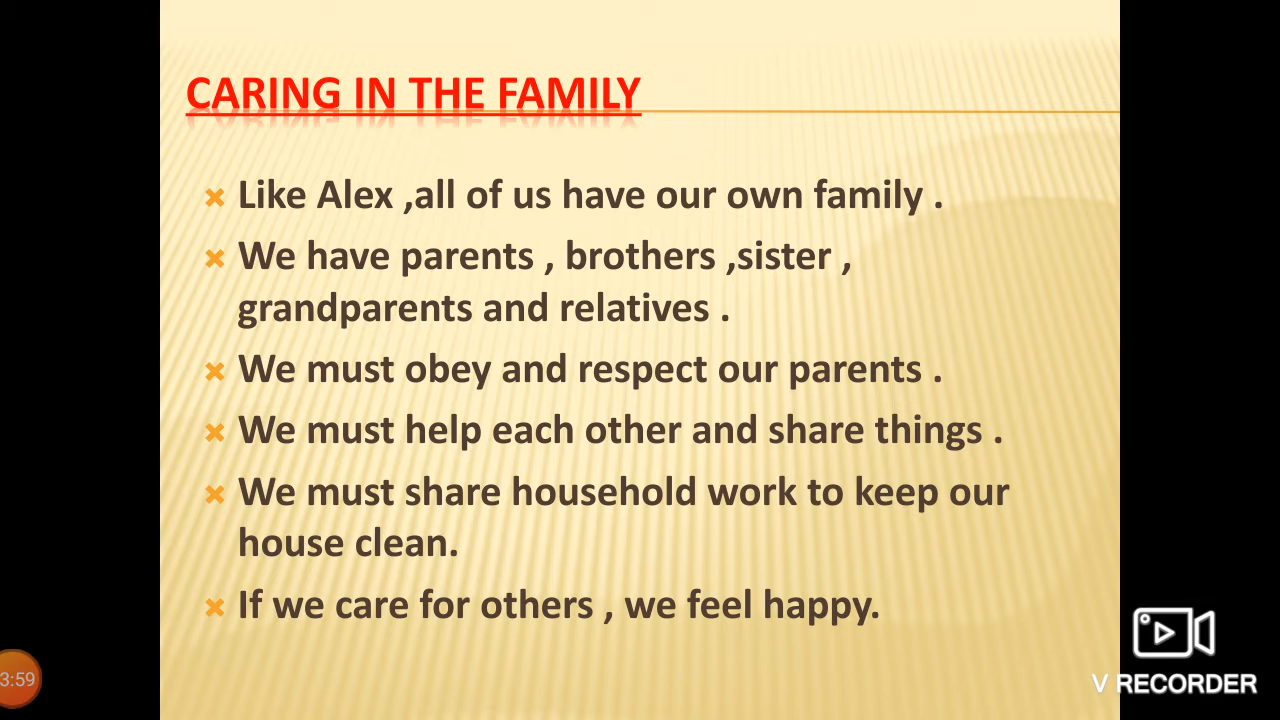 CARING IN THE FAMILY
Like Alex ,all of us have our own family .
We have parents , brothers ,sister ,
grandparents and relatives .
We must obey and respect our parents .
We must help each other and share things .
We must share household work to keep our
house clean.
If we care for others , we feel happy.
3:59
V RECORDER